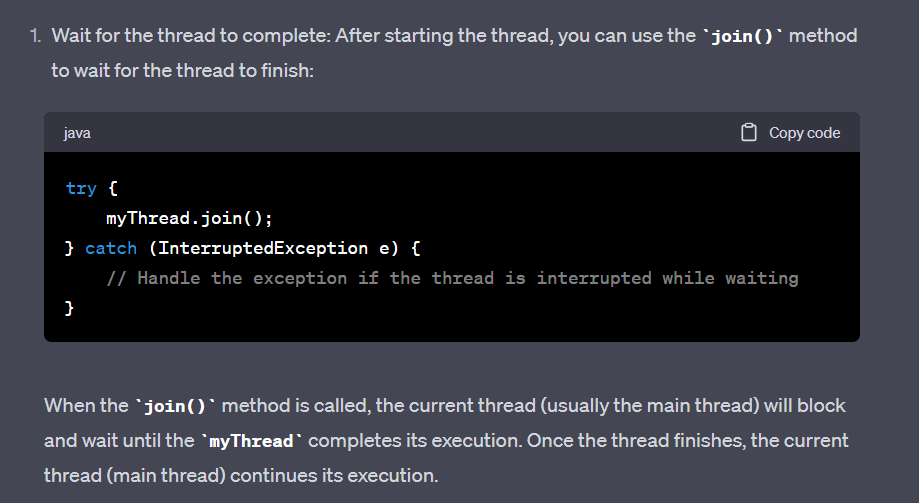 1. Wait for the thread to complete: After starting the thread, you can use the `join()` method
to wait for the thread to finish:
java
Copy code
try {
    myThread.join();
} catch (InterruptedException e) {
    // Handle the exception if the thread is interrupted while waiting
}
When the `join()` method is called, the current thread (usually the main thread) will block
and wait until the `myThread` completes its execution. Once the thread finishes, the current
thread (main thread) continues its execution.